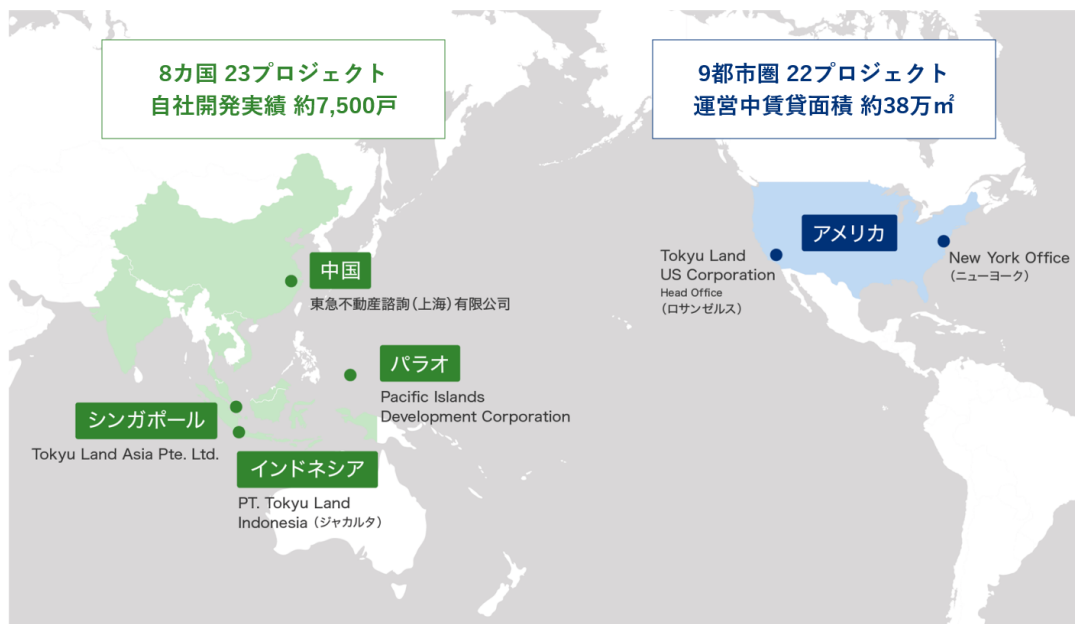 8カ国 23プロジェクト
自社開発実績 約7,500戸
9都市圏 22プロジェクト
運営中賃貸面積 約38万㎡
中国
東急不動産諮詢(上海)有限公司
パラオ
Pacific Islands
Development Corporation
シンガポール
Tokyu Land Asia Pte. Ltd.
インドネシア
PT. Tokyu Land
Indonesia(ジャカルタ)
アメリカ
Tokyu Land
US Corporation
Head Office
(ロサンゼルス)
New York Office
(ニューヨーク)